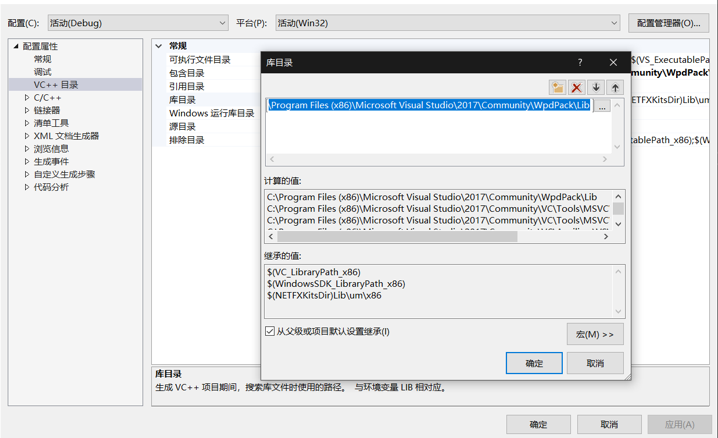 配置(C): 活动(Debug) 平台(P): 活动(Win32) 配置管理器(O)...
配置属性
常规
调试
VC++ 目录
C/C++
链接器
清单工具
XML 文档生成器
浏览信息
生成事件
自定义生成步骤
代码分析
常规
可执行文件目录
$(VS_ExecutablePa
包含目录
munity\WpdPack\
引用目录
库目录
ETFXKitsDir)Lib\um
Windows 运行库目录
源目录
排除目录
tablePath_x86);$(W
库目录
? ×
\Program Files (x86)\Microsoft Visual Studio\2017\Community\WpdPack\Lib ...
计算的值:
C:\Program Files (x86)\Microsoft Visual Studio\2017\Community\WpdPack\Lib
C:\Program Files (x86)\Microsoft Visual Studio\2017\Community\VC\Tools\MSVC
C:\Program Files (x86)\Microsoft Visual Studio\2017\Community\VC\Tools\MSVC
继承的值:
$(VC_LibraryPath_x86)
$(WindowsSDK_LibraryPath_x86)
$(NETFXKitsDir)Lib\um\x86
从父级或项目默认设置继承(I)
宏(M) >>
确定 取消
库目录
生成 VC++ 项目期间，搜索库文件时使用的路径。 与环境变量 LIB 相对应。
确定 取消 应用(A)